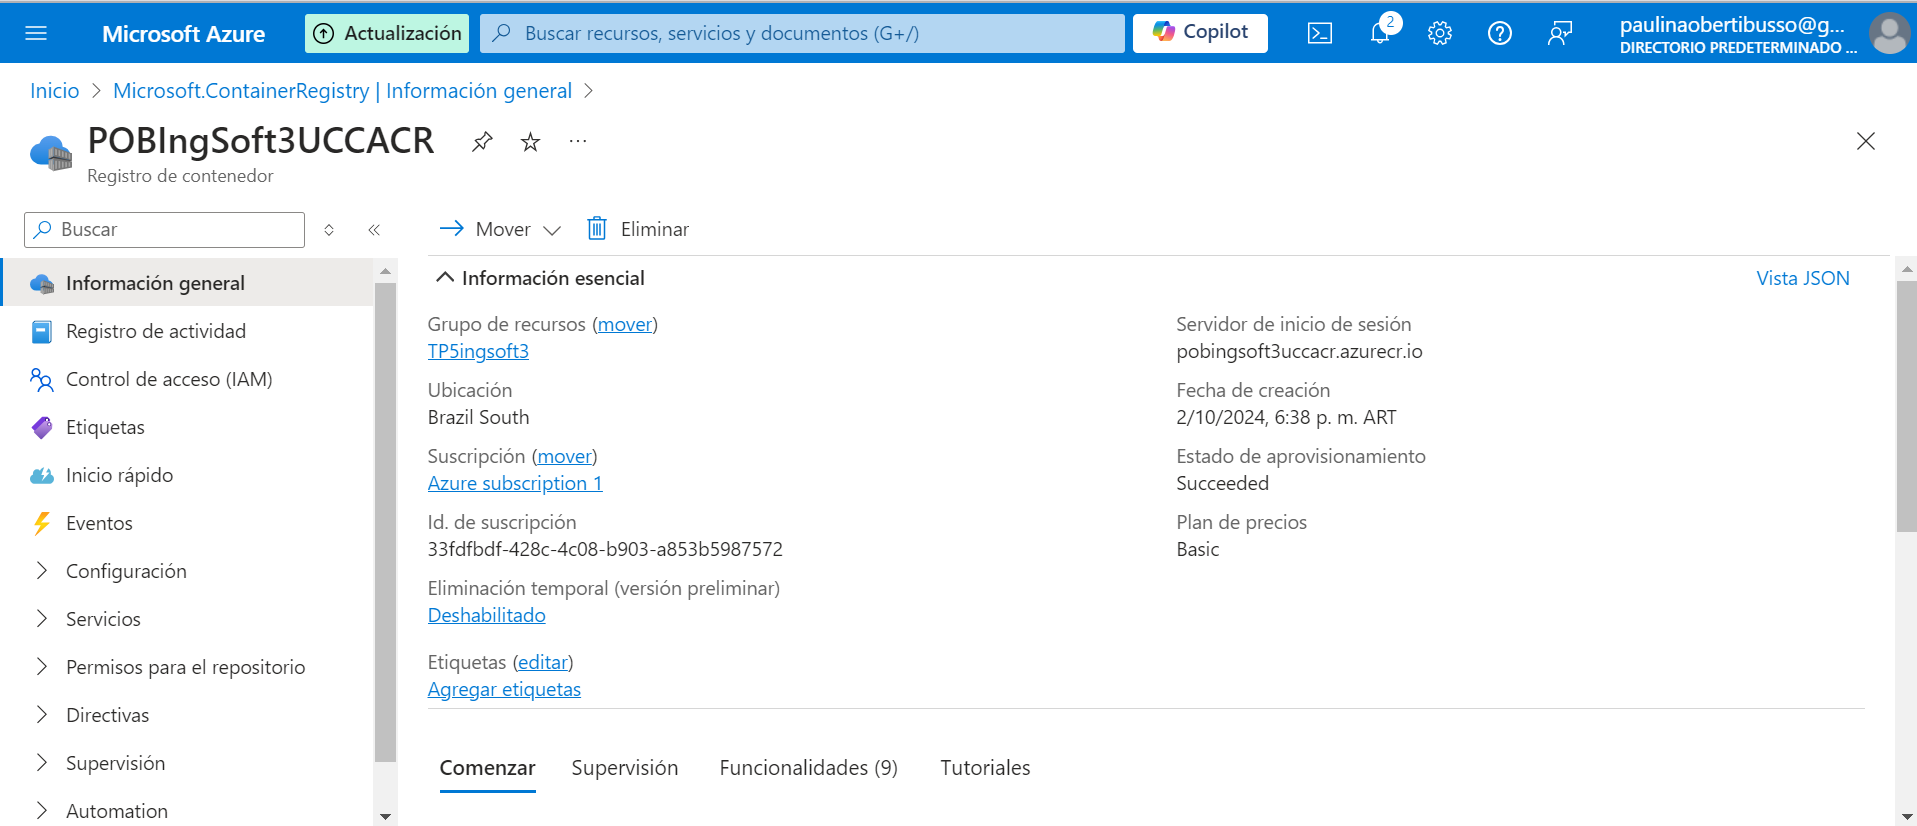 Microsoft Azure
Actualización
Buscar recursos, servicios y documentos (G+/)
Copilot
2
paulinaobertibusso@g...
DIRECTORIO PREDETERMINADO ...
Inicio > Microsoft.ContainerRegistry | Información general >
POBIngSoft3UCCACR
Registro de contenedor
Buscar
Mover
Eliminar
Información general
Registro de actividad
Control de acceso (IAM)
Etiquetas
Inicio rápido
Eventos
Configuración
Servicios
Permisos para el repositorio
Directivas
Supervisión
Automation
Información esencial
Vista JSON
Grupo de recursos (mover)
TP5ingsoft3
Ubicación
Brazil South
Suscripción (mover)
Azure subscription 1
Id. de suscripción
33fdfbdf-428c-4c08-b903-a853b5987572
Eliminación temporal (versión preliminar)
Deshabilitado
Etiquetas (editar)
Agregar etiquetas
Servidor de inicio de sesión
pobingsoft3uccacr.azurecr.io
Fecha de creación
2/10/2024, 6:38 p. m. ART
Estado de aprovisionamiento
Succeeded
Plan de precios
Basic
Comenzar
Supervisión
Funcionalidades (9)
Tutoriales